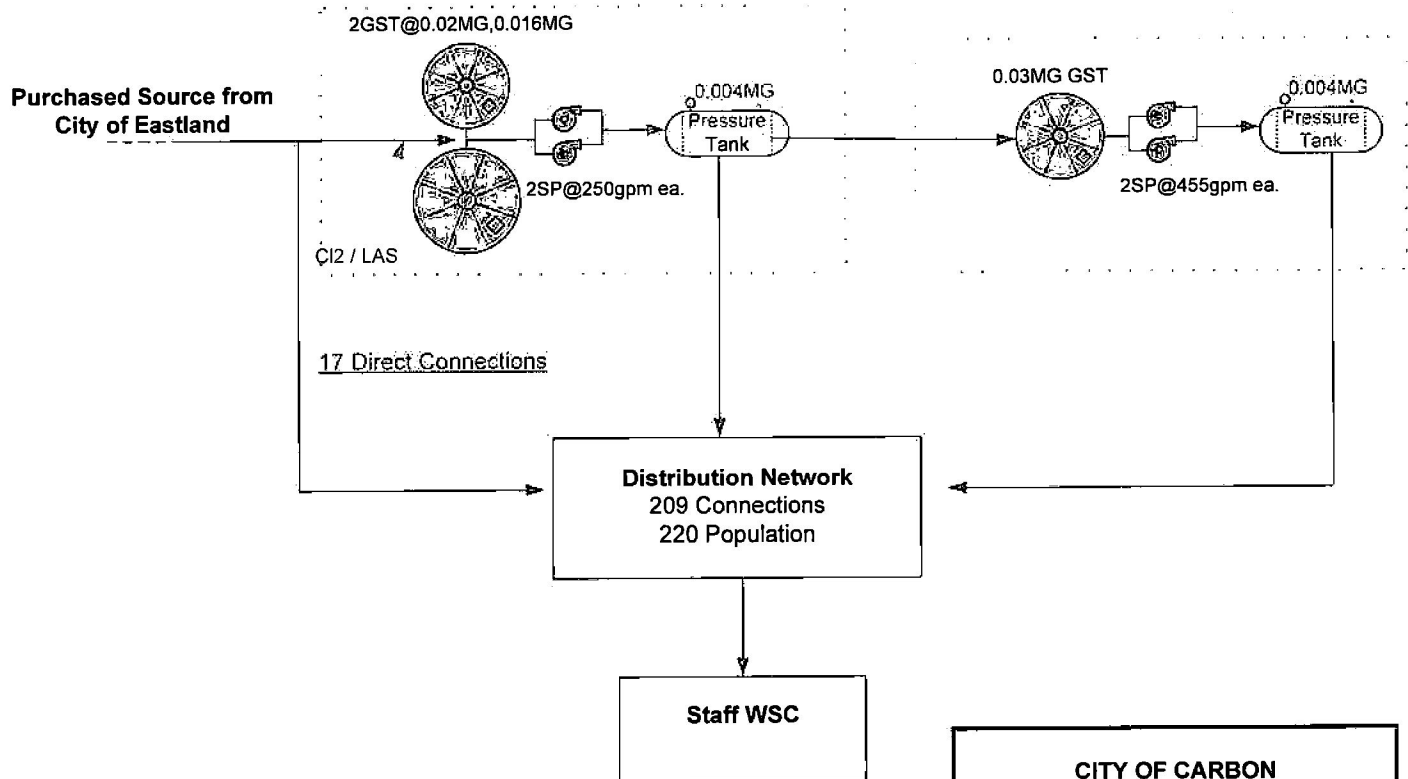 2GST@0.02MG,0.016MG
Purchased Source from
City of Eastland
0.004MG
Pressure
Tank
2SP@250gpm ea.
Cl2 / LAS
0.03MG GST
2SP@455gpm ea.
0.004MG
Pressure
Tank
17 Direct Connections
Distribution Network
209 Connections
220 Population
Staff WSC
CITY OF CARBON